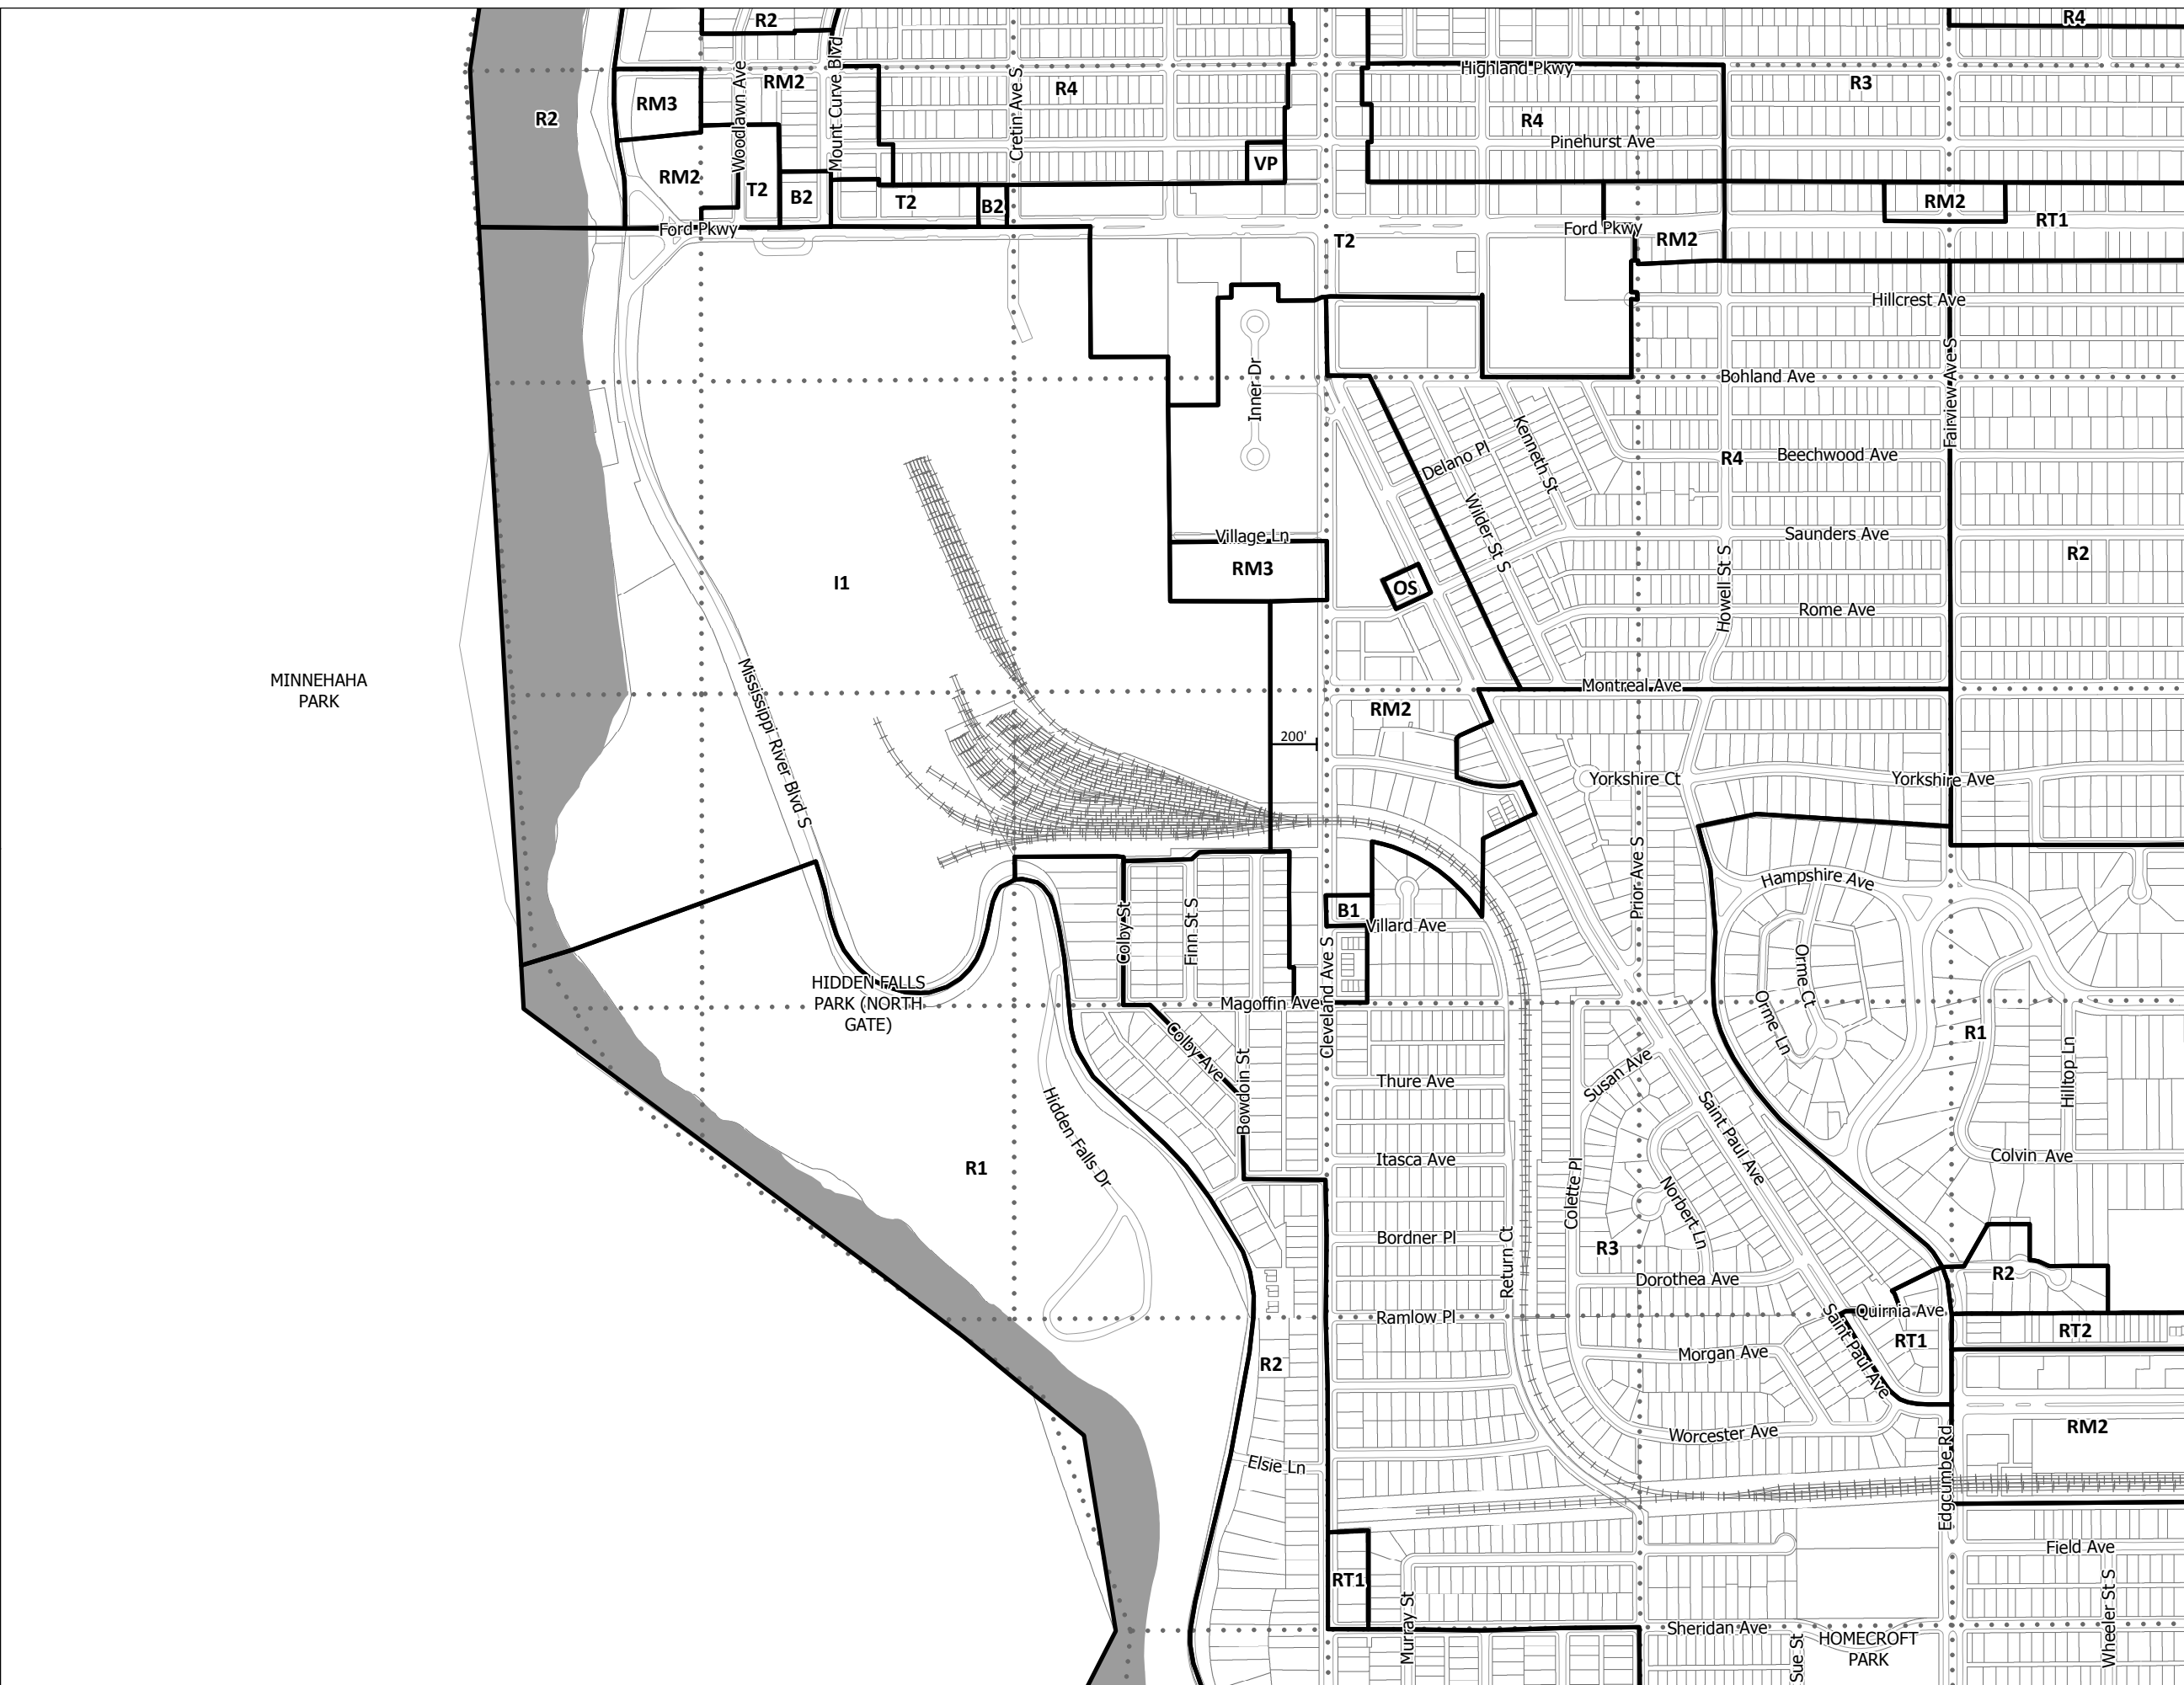 R2
R4
Highland Pkwy
RM2
R4
R3
RM3
R2
R4
Woodlawn Ave
Mount Curve Blvd
Cretin Ave S
Pinehurst Ave
VP
RM2
T2
B2
T2
B2
RM2
RT1
Ford Pkwy
T2
Ford Pkwy
RM2
Hillcrest Ave
Inner Dr
Bohland Ave
Fairview Ave S
Kenneth St
Delano Pl
R4
Beechwood Ave
Wilder St S
Village Ln
Saunders Ave
R2
I1
RM3
OS
Howell St S
Rome Ave
MINNEHAHA
PARK
Mississippi River Blvd S
Montreal Ave
RM2
200'
Yorkshire Ct
Yorkshire Ave
Prior Ave S
Hampshire Ave
B1
Villard Ave
Colby St
Finn St S
Cleveland Ave S
Orme Ct
Orme Ln
HIDDEN FALLS
PARK (NORTH
GATE)
Magoffin Ave
R1
Colby Ave
Bowdoin St
Hilltop Ln
Susan Ave
Thure Ave
Hidden Falls Dr
Saint Paul Ave
R1
Itasca Ave
Colvin Ave
Colette Pl
Norbert Ln
Bordner Pl
Return Ct
R3
Dorothea Ave
R2
Ramlow Pl
Quirnia Ave
RT2
RT1
Saint Paul Ave
R2
Morgan Ave
Worcester Ave
RM2
Elsie Ln
Edgcumbe Rd
Field Ave
RT1
Murray St
Wheeler St S
Sheridan Ave
Sue St
HOMECROFT
PARK